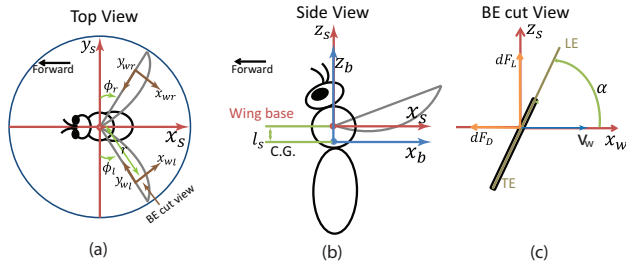 Top View
y_s
Forward
ϕ_r
y_wr
x_wr
x_s
r
ϕ_l
y_wl
x_wl
BE cut view
(a)
Side View
z_s
z_b
Forward
Wing base
x_s
l_s
C.G.
x_b
(b)
BE cut View
z_s
LE
dF_L
α
dF_D
V_W
x_w
TE
(c)